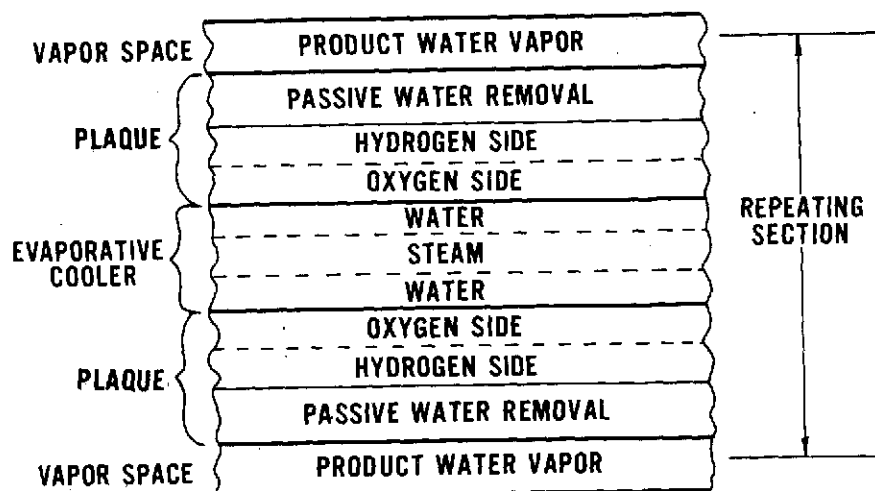 VAPOR SPACE
PRODUCT WATER VAPOR
PLAQUE
PASSIVE WATER REMOVAL
HYDROGEN SIDE
OXYGEN SIDE
EVAPORATIVE
COOLER
WATER
STEAM
WATER
REPEATING
SECTION
PLAQUE
OXYGEN SIDE
HYDROGEN SIDE
PASSIVE WATER REMOVAL
VAPOR SPACE
PRODUCT WATER VAPOR